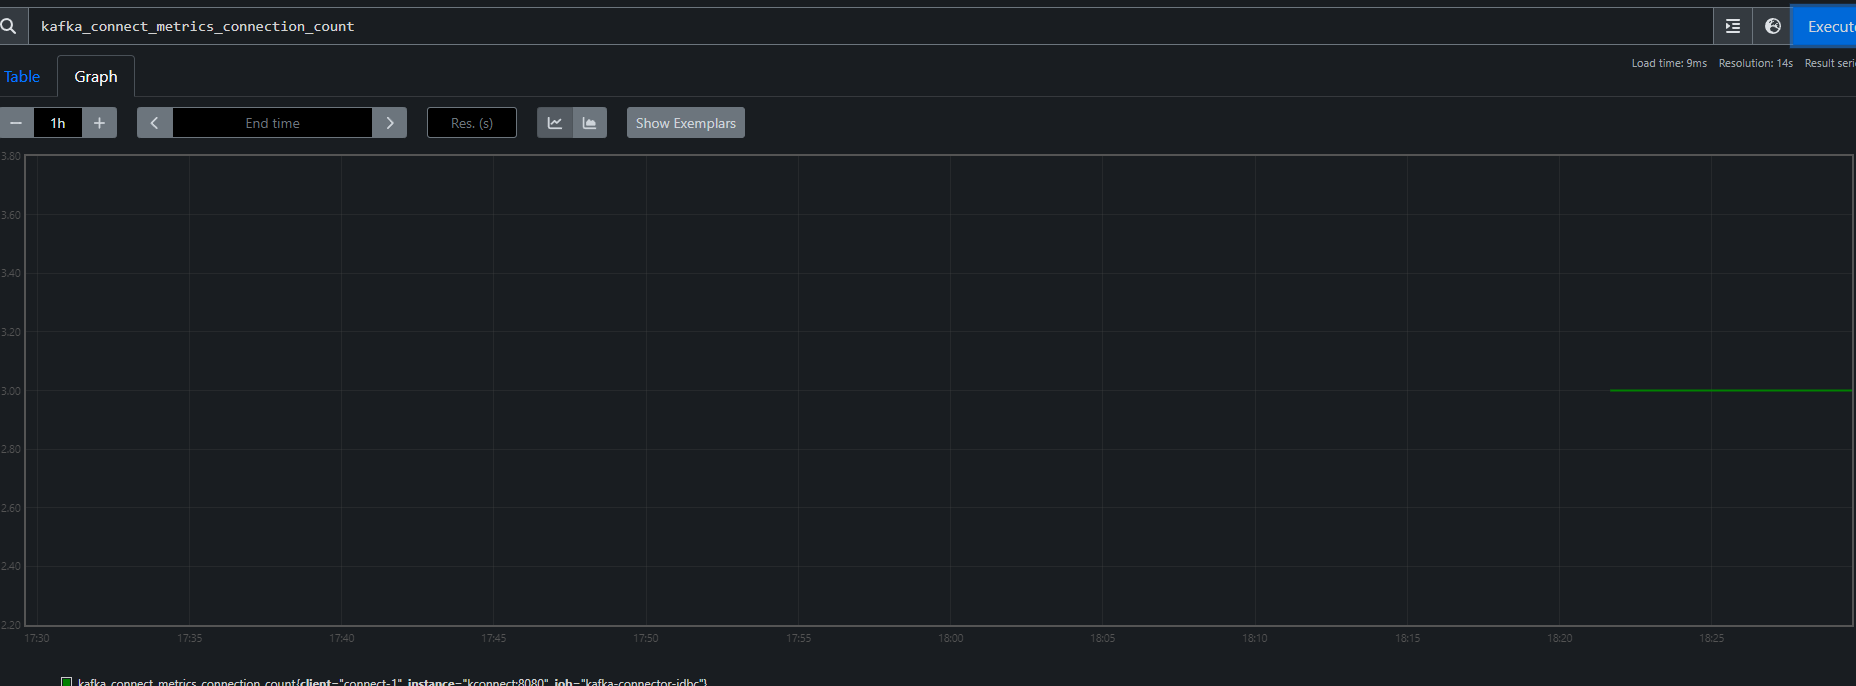 kafka_connect_metrics_connection_count
Execute
Table
Graph
Load time: 9ms Resolution: 14s Result seri
1h
End time
Res. (s)
Show Exemplars
3.80
3.60
3.40
3.20
3.00
2.80
2.60
2.40
2.20
17:30 17:35 17:40 17:45 17:50 17:55 18:00 18:05 18:10 18:15 18:20 18:25
kafka_connect_metrics_connection_count{client="connect-1", instance="kconnect:8080", job="kafka-connector-jdbc"}